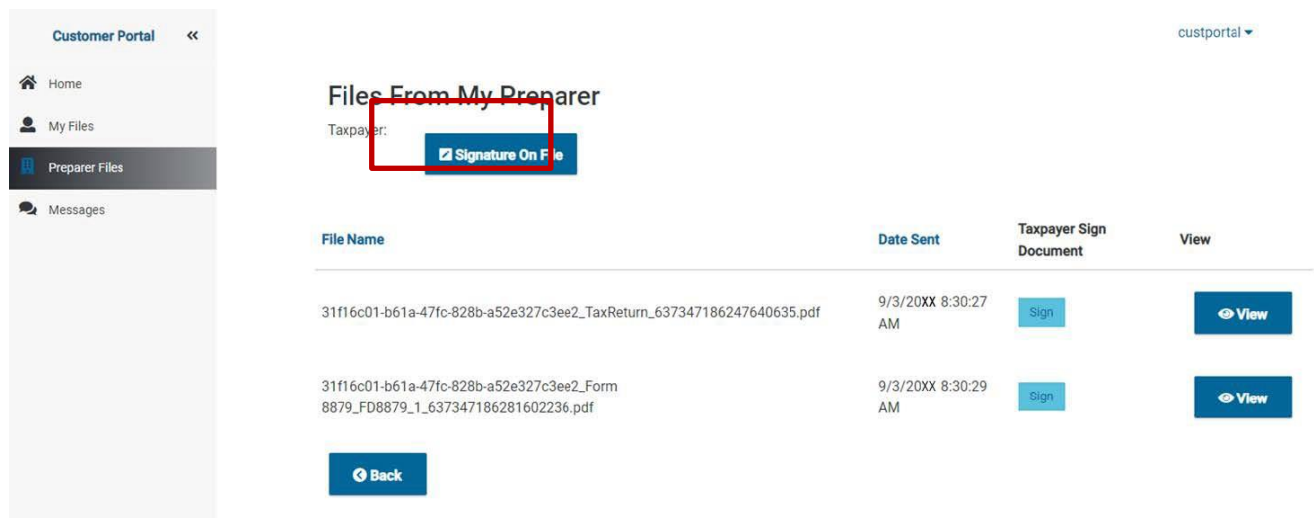 Customer Portal
custportal
Home
My Files
Preparer Files
Messages
Files From My Preparer
Taxpayer:
Signature On File
File Name
Date Sent
Taxpayer Sign
Document
View
31f16c01-b61a-47fc-828b-a52e327c3ee2_TaxReturn_637347186247640635.pdf
9/3/20XX 8:30:27
AM
Sign
View
31f16c01-b61a-47fc-828b-a52e327c3ee2_Form
8879_FD8879_1_637347186281602236.pdf
9/3/20XX 8:30:29
AM
Sign
View
Back